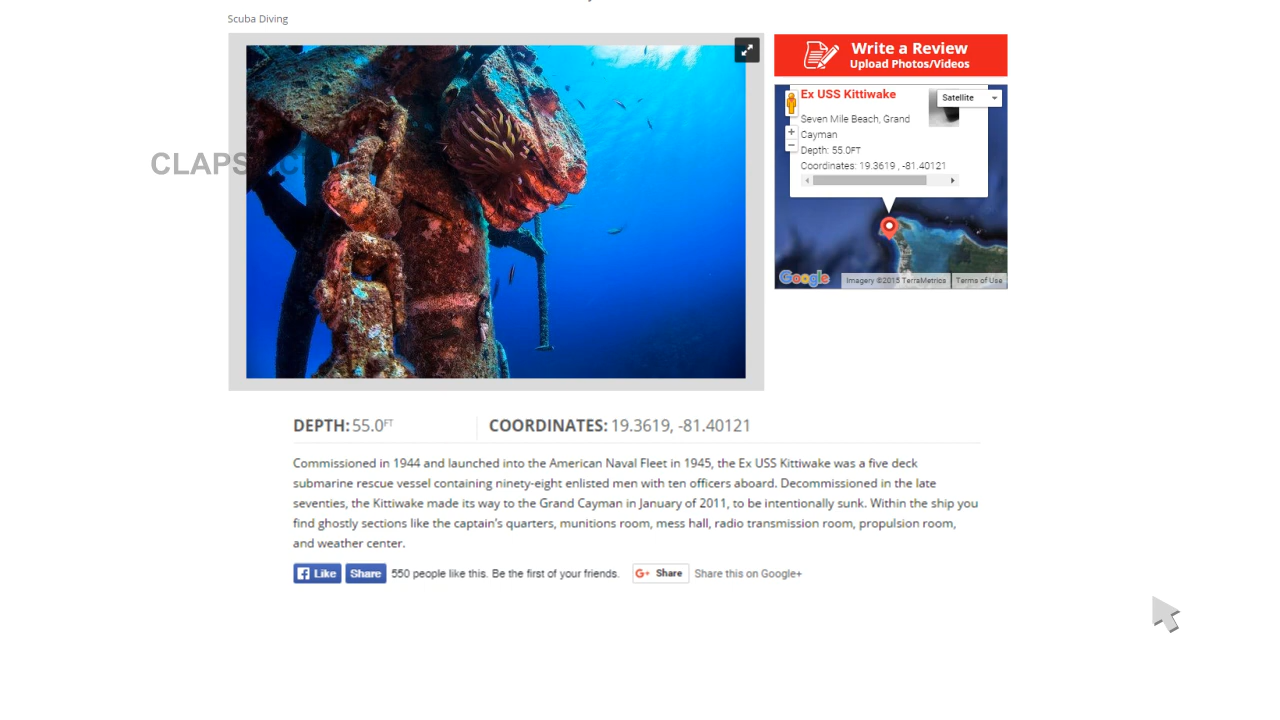 Scuba Diving
Write a Review
Upload Photos/Videos
Ex USS Kittiwake
Satellite
Seven Mile Beach, Grand
Cayman
Depth: 55.0FT
Coordinates: 19.3619 , -81.40121
Google
Imagery ©2015 TerraMetrics
Terms of Use
DEPTH: 55.0FT
COORDINATES: 19.3619, -81.40121
Commissioned in 1944 and launched into the American Naval Fleet in 1945, the Ex USS Kittiwake was a five deck
submarine rescue vessel containing ninety-eight enlisted men with ten officers aboard. Decommissioned in the late
seventies, the Kittiwake made its way to the Grand Cayman in January of 2011, to be intentionally sunk. Within the ship you
find ghostly sections like the captain's quarters, munitions room, mess hall, radio transmission room, propulsion room,
and weather center.
Like Share 550 people like this. Be the first of your friends. G+ Share Share this on Google+